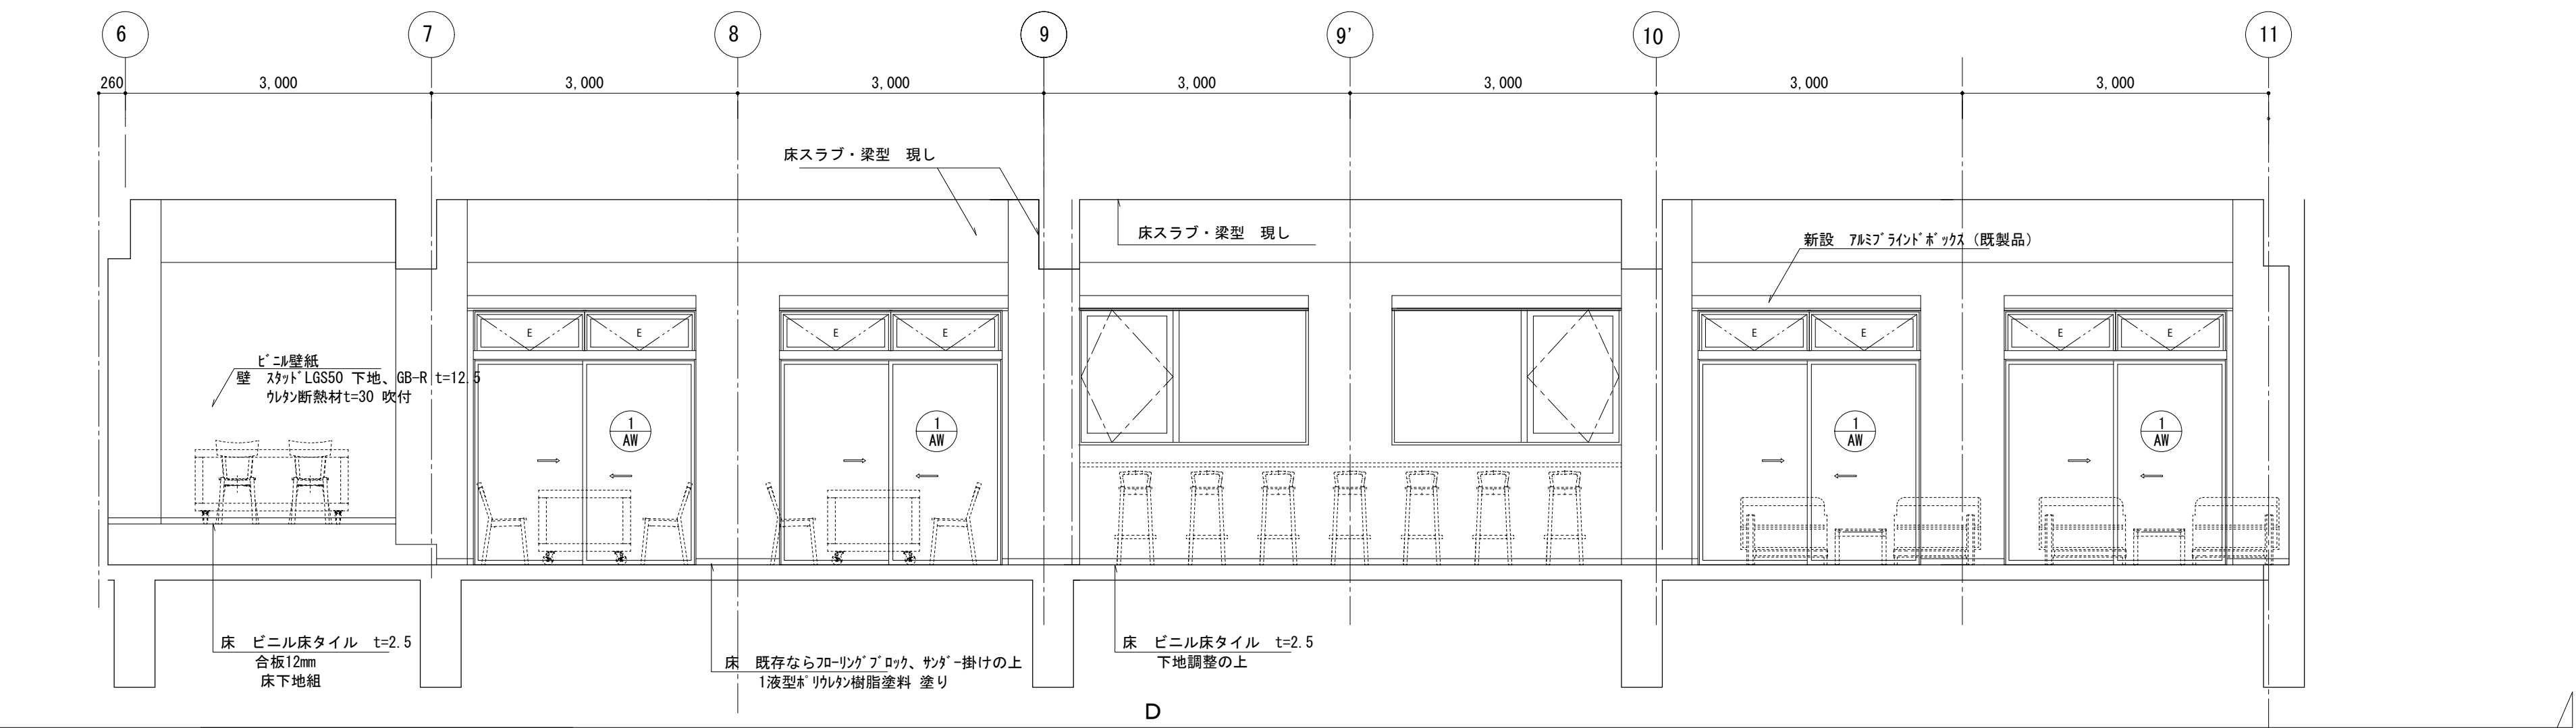 6 7 8 9 9' 10 11
260 3,000 3,000 3,000 3,000 3,000 3,000 3,000
床スラブ・梁型 現し
床スラブ・梁型 現し
新設 ｱﾙﾐﾌﾞﾗｲﾝﾄﾞﾎﾞｯｸｽ（既製品）
E E E E E E E E
ﾋﾞﾆﾙ壁紙
壁 ｽﾀｯﾄﾞLGS50 下地、GB-R t=12.5
ｳﾚﾀﾝ断熱材t=30 吹付
1 1 1 1
AW AW AW AW
床 ビニル床タイル t=2.5
合板12mm
床下地組
床 既存ならﾌﾛｰﾘﾝｸﾞﾌﾞﾛｯｸ、ｻﾝﾀﾞｰ掛けの上
1液型ﾎﾟﾘｳﾚﾀﾝ樹脂塗料 塗り
床 ビニル床タイル t=2.5
下地調整の上
D